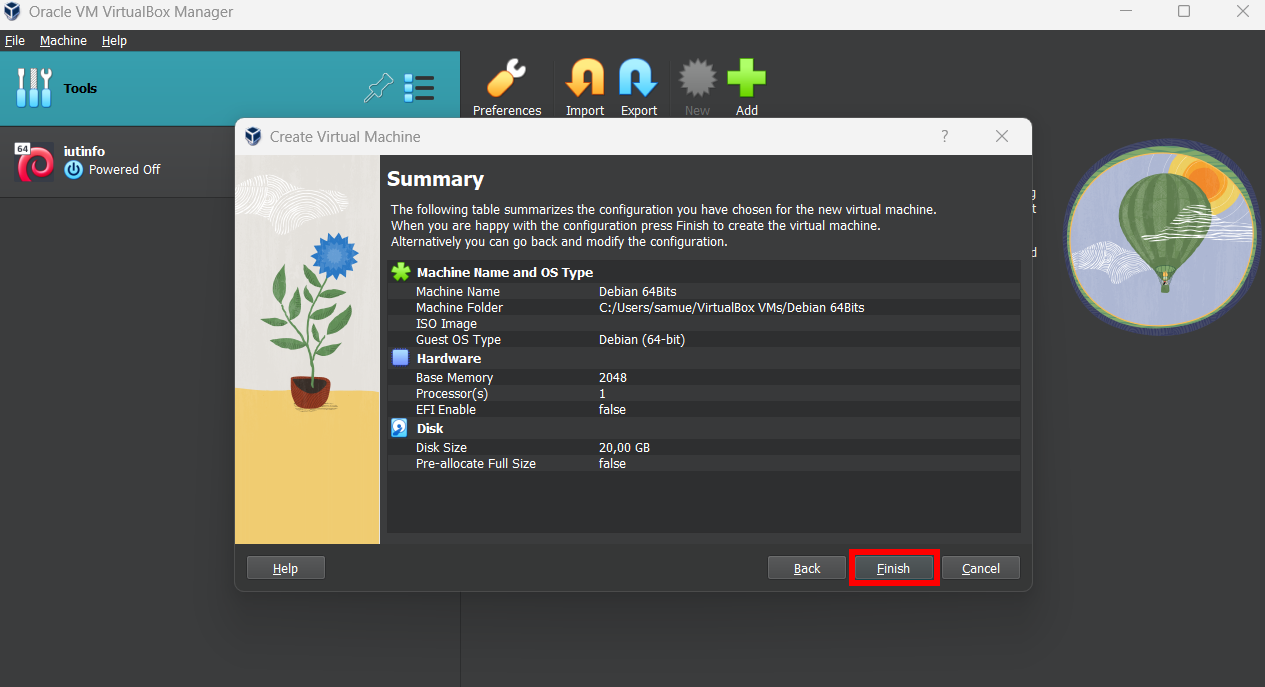 Oracle VM VirtualBox Manager
File Machine Help
Tools
Preferences Import Export New Add
64
iutinfo
Powered Off
Create Virtual Machine ?
Summary
The following table summarizes the configuration you have chosen for the new virtual machine.
When you are happy with the configuration press Finish to create the virtual machine.
Alternatively you can go back and modify the configuration.
Machine Name and OS Type
Machine Name Debian 64Bits
Machine Folder C:/Users/samue/VirtualBox VMs/Debian 64Bits
ISO Image
Guest OS Type Debian (64-bit)
Hardware
Base Memory 2048
Processor(s) 1
EFI Enable false
Disk
Disk Size 20,00 GB
Pre-allocate Full Size false
Help Back Finish Cancel